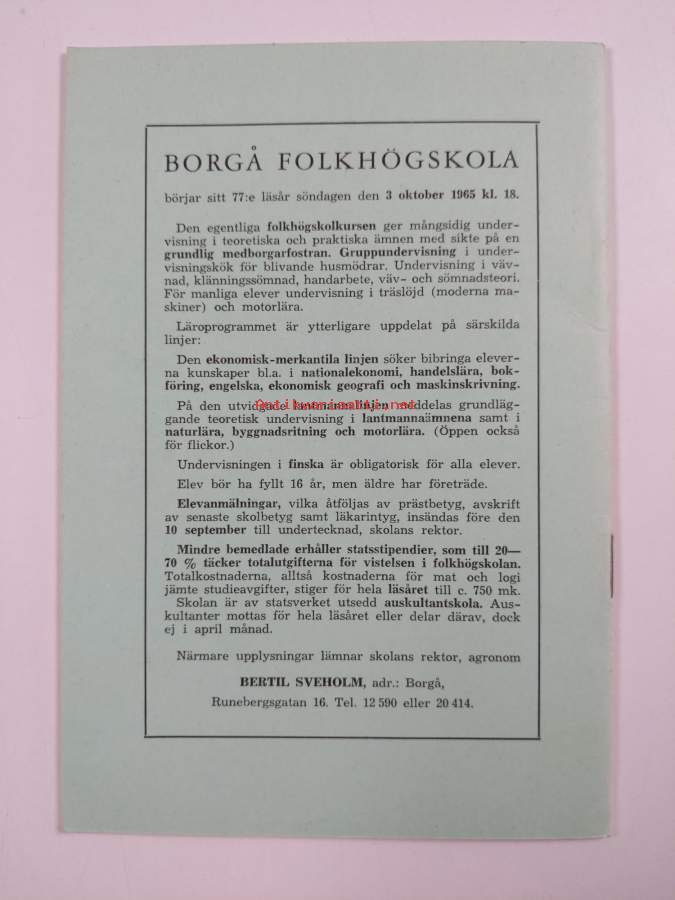 BORGÅ FOLKHÖGSKOLA
börjar sitt 77:e läsår söndagen den 3 oktober 1965 kl. 18.
Den egentliga folkhögskolkursen ger mångsidig under-
visning i teoretiska och praktiska ämnen med sikte på en
grundlig medborgarfostran. Gruppundervisning i under-
visningskök för blivande husmödrar. Undervisning i väv-
nad, klänningssömnad, handarbete, väv- och sömnadsteori.
För manliga elever undervisning i träslöjd (moderna ma-
skiner) och motorlära.
Läroprogrammet är ytterligare uppdelat på särskilda
linjer:
Den ekonomisk-merkantila linjen söker bibringa elever-
na kunskaper bl.a. i nationalekonomi, handelslära, bok-
föring, engelska, ekonomisk geografi och maskinskrivning.
På den utvidgade lantmannalinjen meddelas grundläg-
gande teoretisk undervisning i lantmannaämnena samt i
naturlära, byggnadsritning och motorlära. (Öppen också
för flickor.)
Undervisningen i finska är obligatorisk för alla elever.
Elev bör ha fyllt 16 år, men äldre har företräde.
Elevanmälningar, vilka åtföljas av prästbetyg, avskrift
av senaste skolbetyg samt läkarintyg, insändas före den
10 september till undertecknad, skolans rektor.
Mindre bemedlade erhåller statsstipendier, som till 20—
70 % täcker totalutgifterna för vistelsen i folkhögskolan.
Totalkostnaderna, alltså kostnaderna för mat och logi
jämte studieavgifter, stiger för hela läsåret till c. 750 mk.
Skolan är av statsverket utsedd auskultantskola. Aus-
kultanter mottas för hela läsåret eller delar därav, dock
ej i april månad.
Närmare upplysningar lämnar skolans rektor, agronom
BERTIL SVEHOLM, adr.: Borgå,
Runebergsgatan 16. Tel. 12 590 eller 20 414.